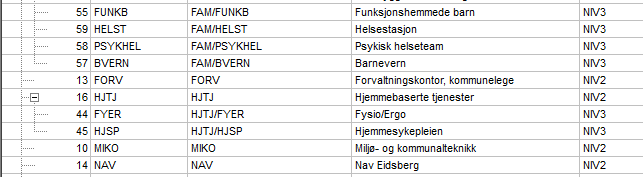 55 FUNKB FAM/FUNKB Funksjonshemmede barn NIV3
59 HELST FAM/HELST Helsestasjon NIV3
58 PSYKHEL FAM/PSYKHEL Psykisk helseteam NIV3
57 BVERN FAM/BVERN Barnevern NIV3
13 FORV FORV Forvaltningskontor, kommunelege NIV2
16 HJTJ HJTJ Hjemmebaserte tjenester NIV2
44 FYER HJTJ/FYER Fysio/Ergo NIV3
45 HJSP HJTJ/HJSP Hjemmesykepleien NIV3
10 MIKO MIKO Miljø- og kommunalteknikk NIV2
14 NAV NAV Nav Eidsberg NIV2